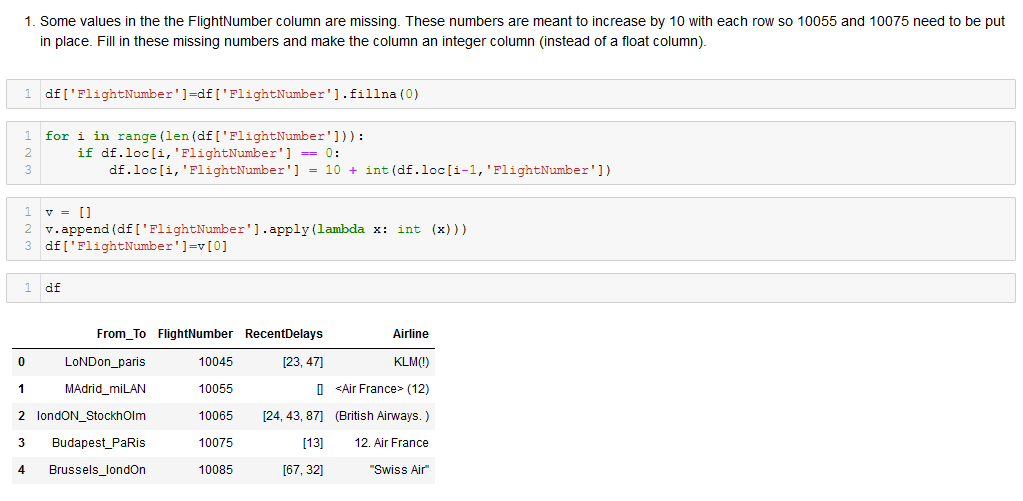 1. Some values in the the FlightNumber column are missing. These numbers are meant to increase by 10 with each row so 10055 and 10075 need to be put
in place. Fill in these missing numbers and make the column an integer column (instead of a float column).
1 df['FlightNumber']=df['FlightNumber'].fillna(0)
1 for i in range(len(df['FlightNumber'])):
2     if df.loc[i,'FlightNumber'] == 0:
3         df.loc[i,'FlightNumber'] = 10 + int(df.loc[i-1,'FlightNumber'])
1 v = []
2 v.append(df['FlightNumber'].apply(lambda x: int (x)))
3 df['FlightNumber']=v[0]
1 df
From_To FlightNumber RecentDelays Airline
0 LoNDon_paris 10045 [23, 47] KLM(!)
1 MAdrid_miLAN 10055 [] <Air France> (12)
2 londON_StockhOlm 10065 [24, 43, 87] (British Airways. )
3 Budapest_PaRis 10075 [13] 12. Air France
4 Brussels_londOn 10085 [67, 32] "Swiss Air"